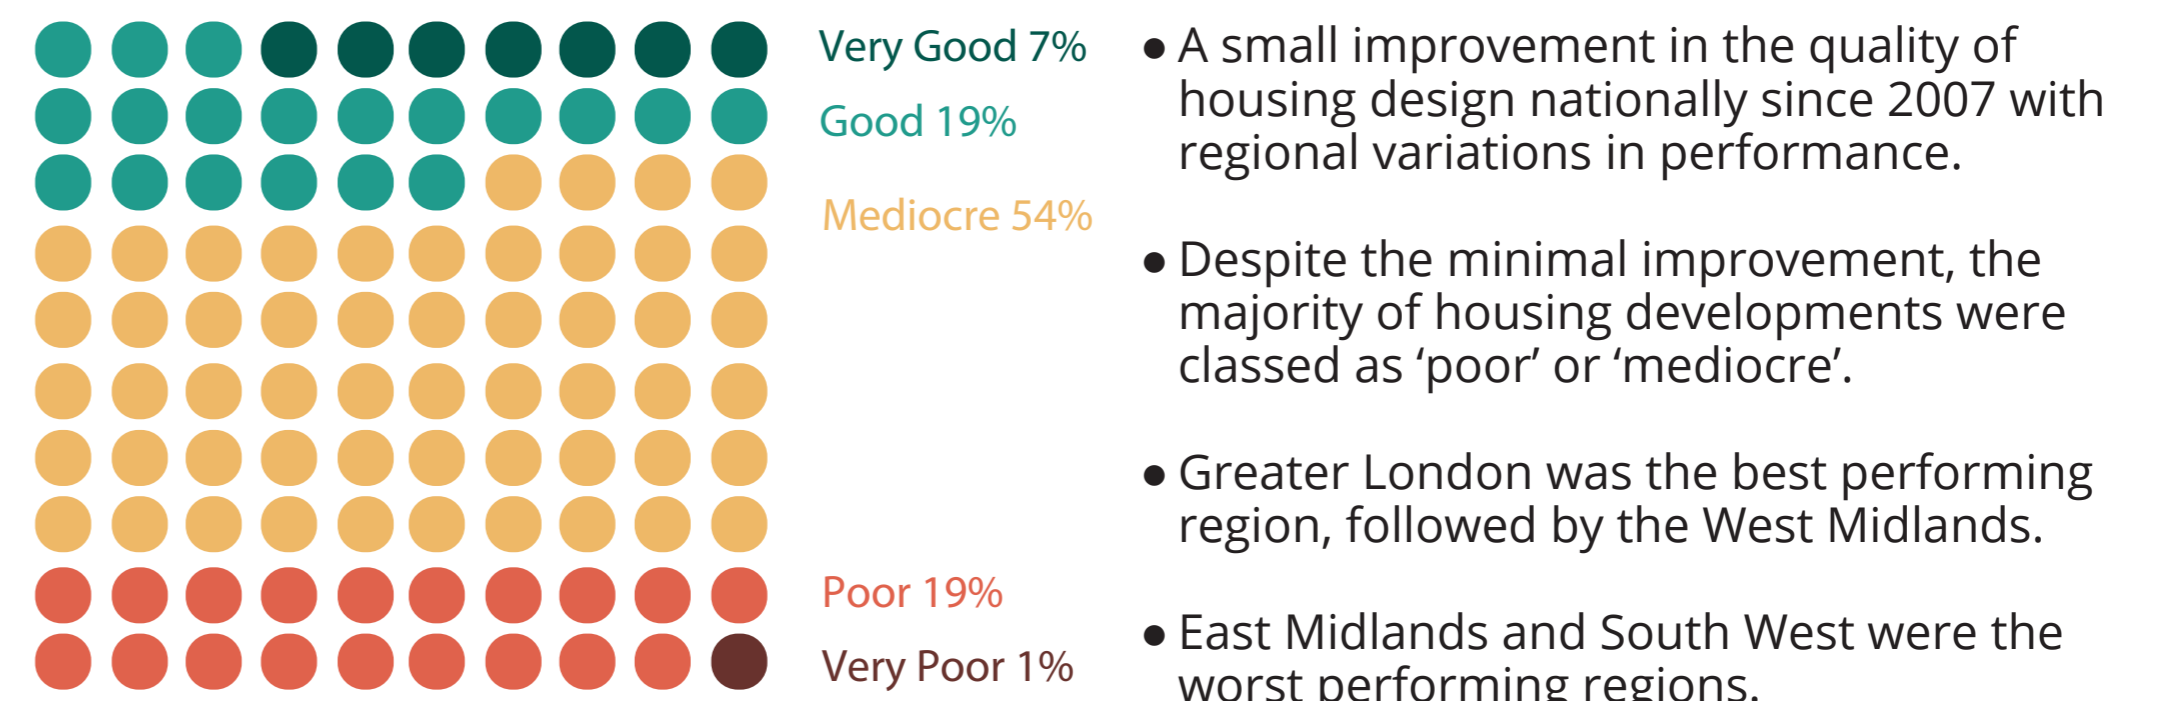 Very Good 7%
Good 19%
Mediocre 54%
Poor 19%
Very Poor 1%
● A small improvement in the quality of
housing design nationally since 2007 with
regional variations in performance.
● Despite the minimal improvement, the
majority of housing developments were
classed as ‘poor’ or ‘mediocre’.
● Greater London was the best performing
region, followed by the West Midlands.
● East Midlands and South West were the
worst performing regions.